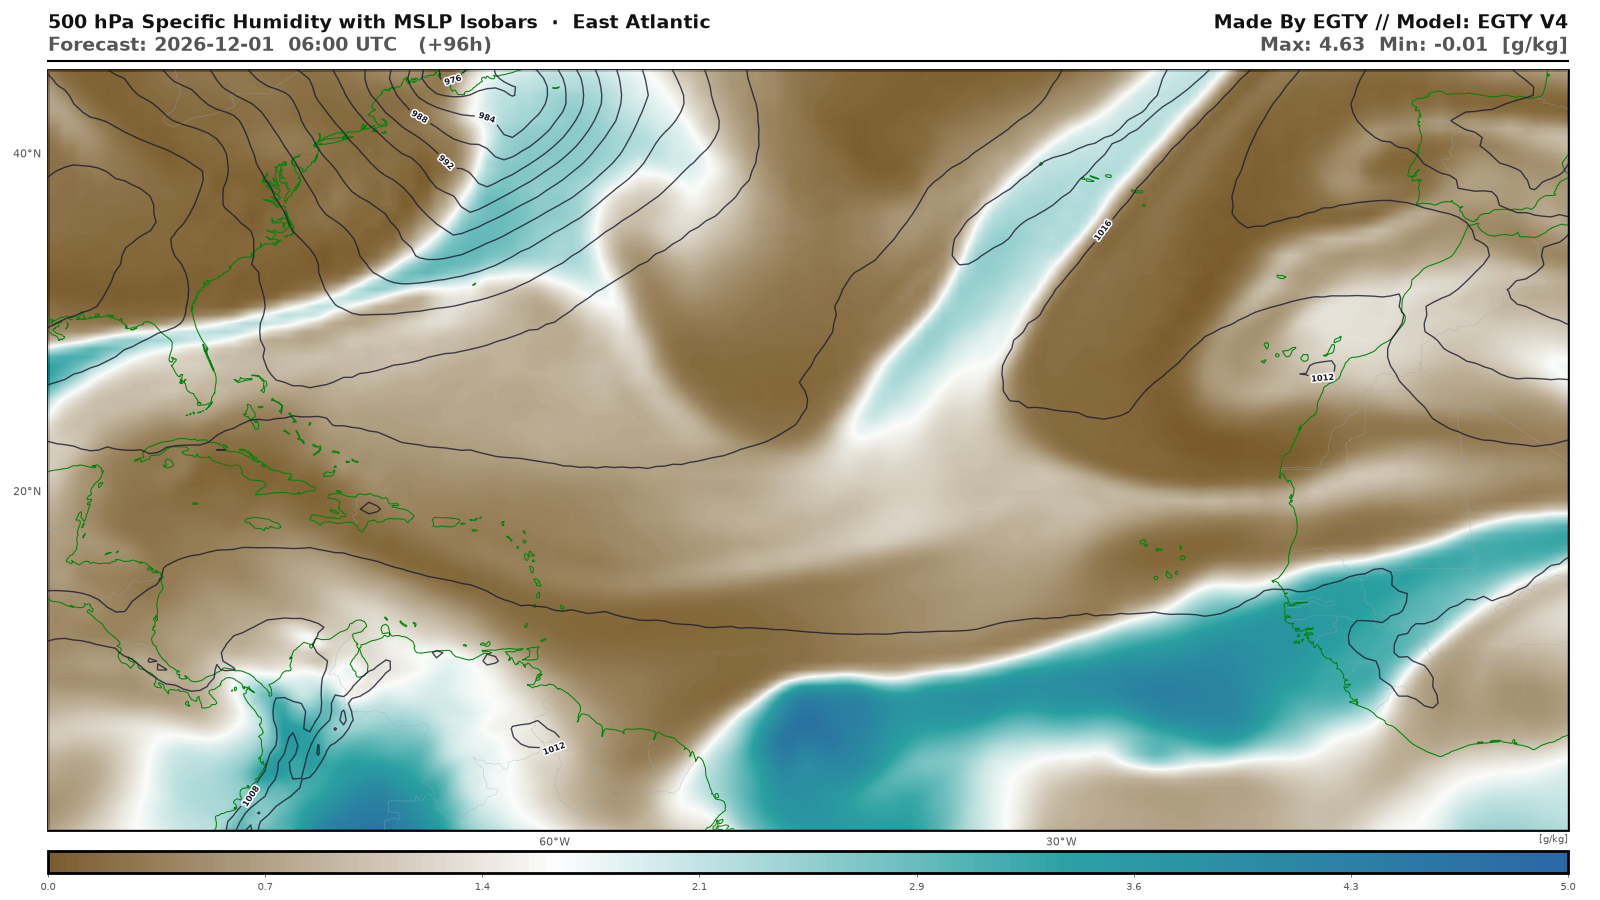 500 hPa Specific Humidity with MSLP Isobars · East Atlantic
Made By EGTY // Model: EGTY V4
Forecast: 2026-12-01 06:00 UTC (+96h)
Max: 4.63 Min: -0.01 [g/kg]
976
988
984
992
40°N
1016
1012
20°N
1012
1008
60°W
30°W
[g/kg]
0.0
0.7
1.4
2.1
2.9
3.6
4.3
5.0